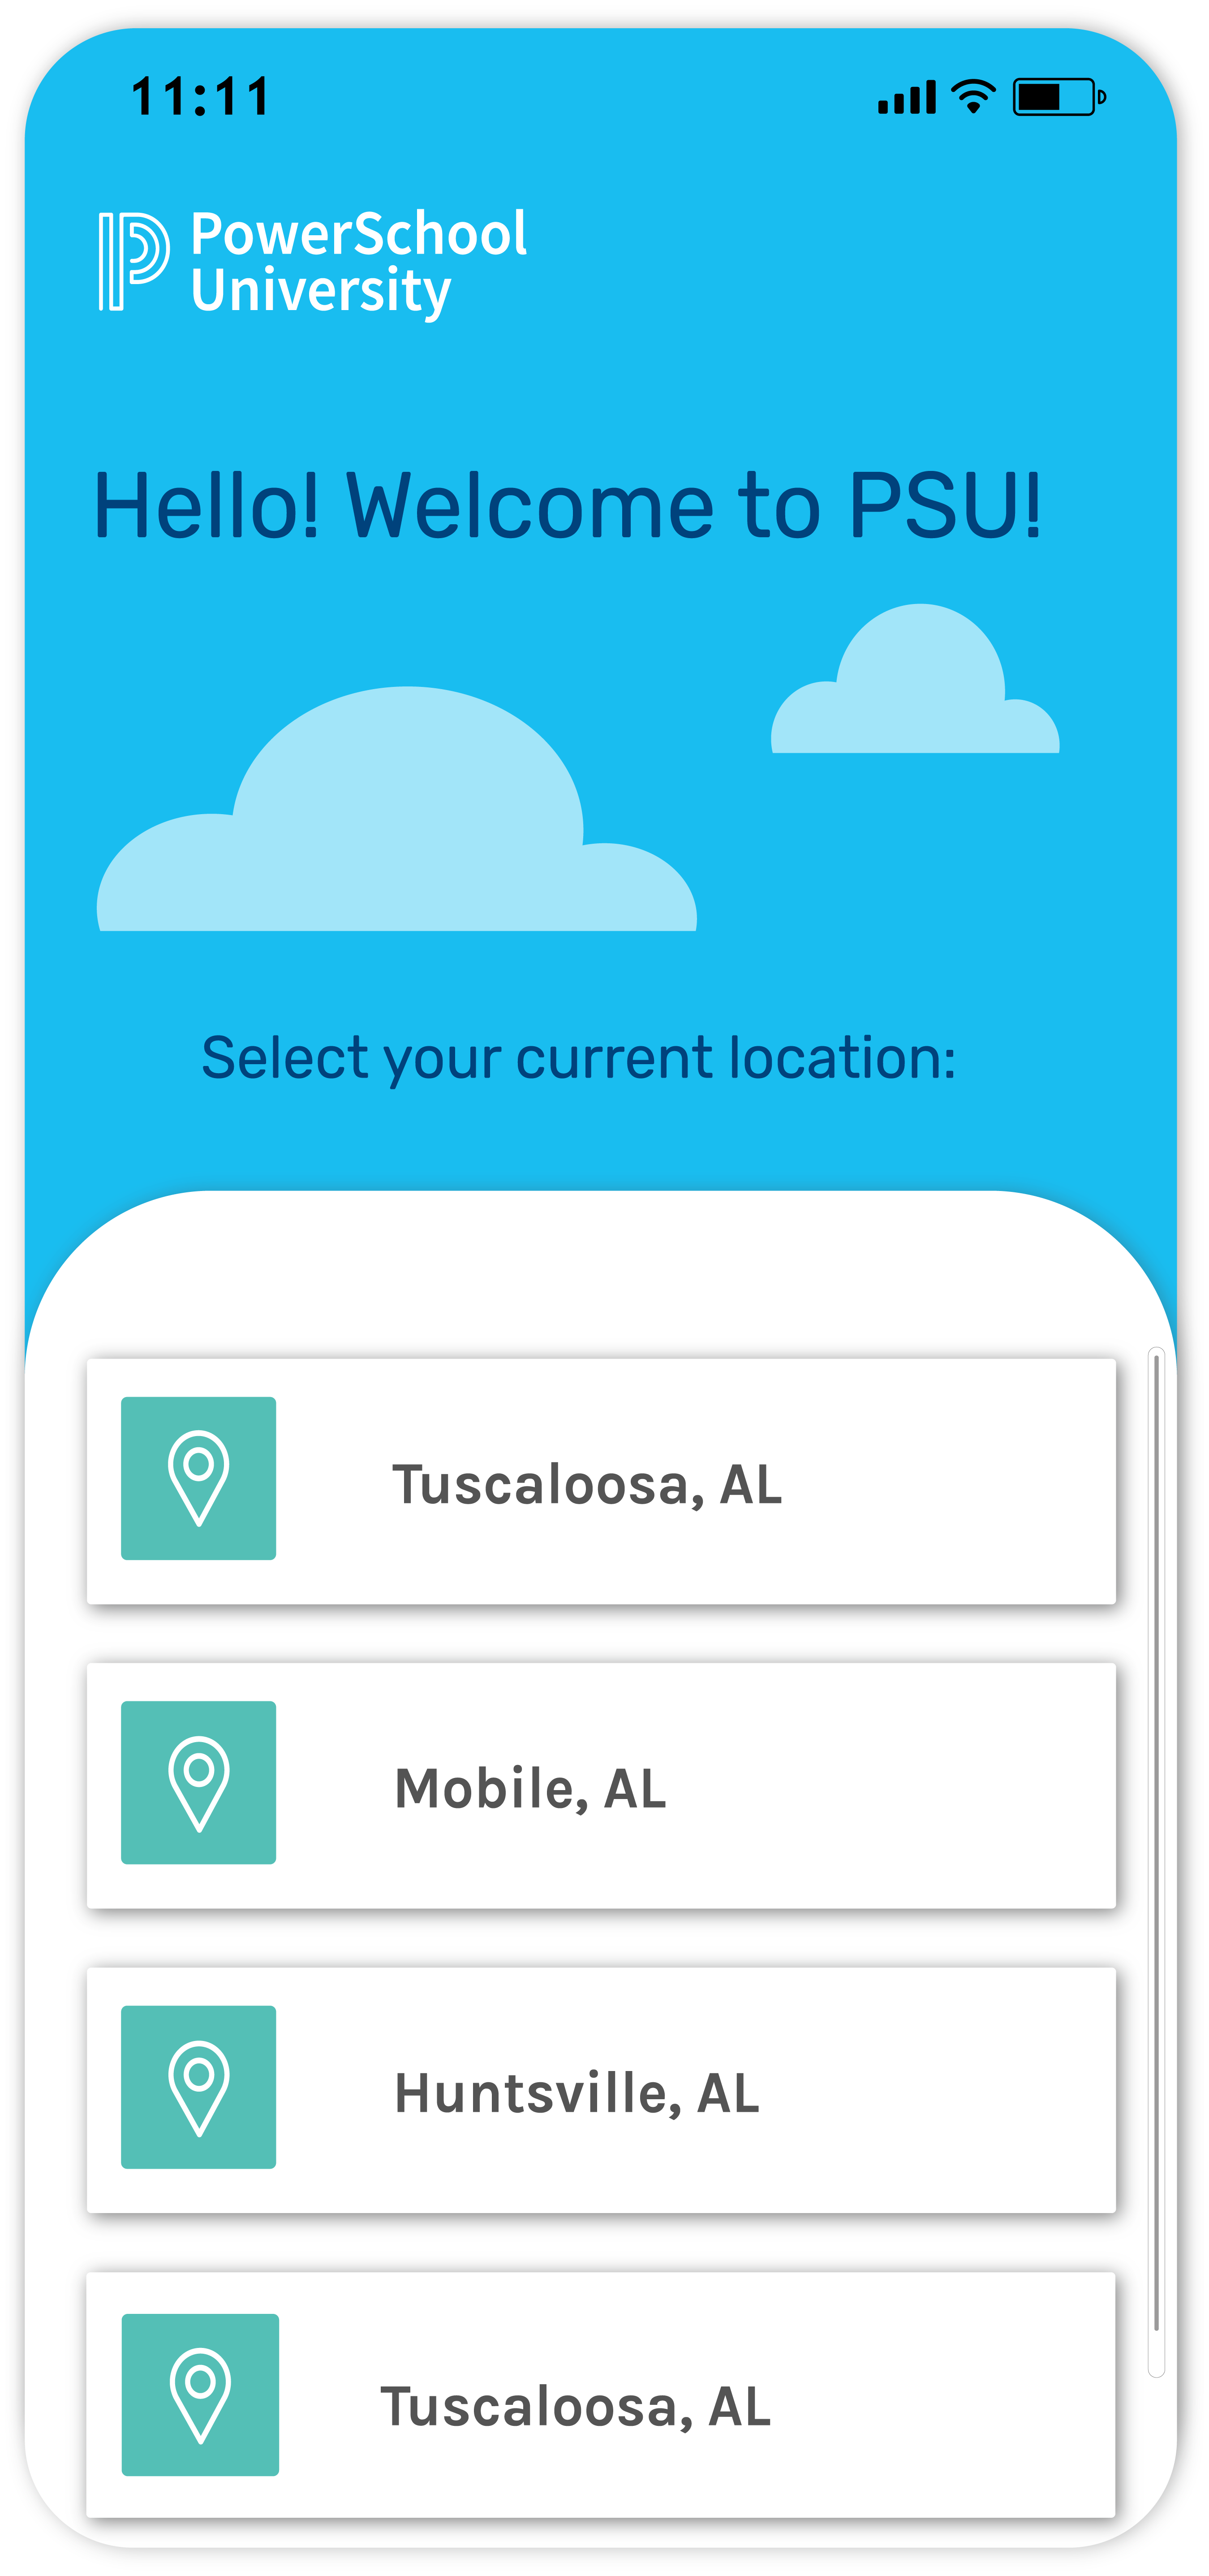 11:11
PowerSchool
University
Hello! Welcome to PSU!
Select your current location:
Tuscaloosa, AL
Mobile, AL
Huntsville, AL
Tuscaloosa, AL